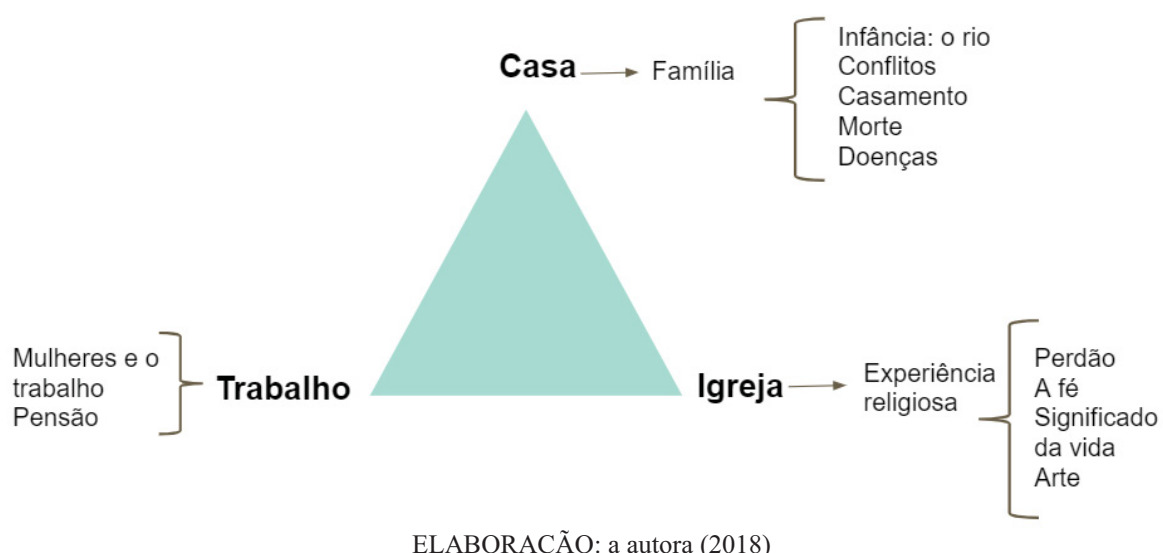 Casa
Família
Infância: o rio
Conflitos
Casamento
Morte
Doenças
Mulheres e o
trabalho
Pensão
Trabalho
Igreja
Experiência
religiosa
Perdão
A fé
Significado
da vida
Arte
ELABORAÇÃO: a autora (2018)